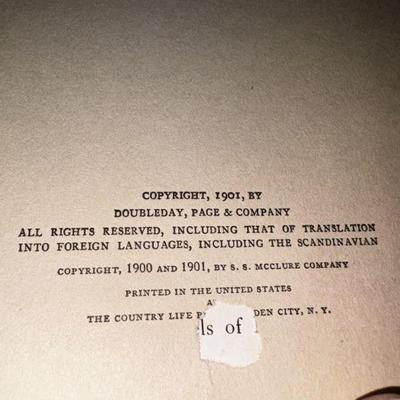 COPYRIGHT, 1901, BY
DOUBLEDAY, PAGE & COMPANY
ALL RIGHTS RESERVED, INCLUDING THAT OF TRANSLATION
INTO FOREIGN LANGUAGES, INCLUDING THE SCANDINAVIAN
COPYRIGHT, 1900 AND 1901, BY S. S. MCCLURE COMPANY
PRINTED IN THE UNITED STATES
THE COUNTRY LIFE CITY, N. Y.
ls of